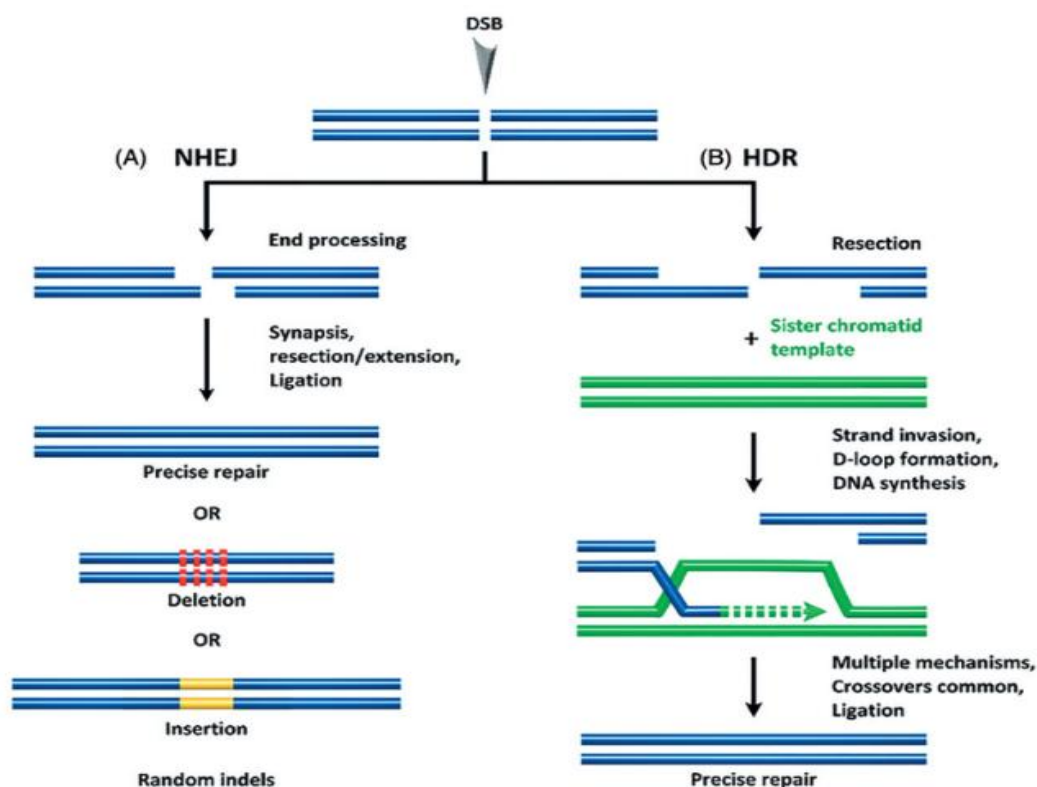 DSB
(A) NHEJ
End processing
Synapsis,
resection/extension,
Ligation
Precise repair
OR
Deletion
OR
Insertion
Random indels
(B) HDR
Resection
+ Sister chromatid
template
Strand invasion,
D-loop formation,
DNA synthesis
Multiple mechanisms,
Crossovers common,
Ligation
Precise repair